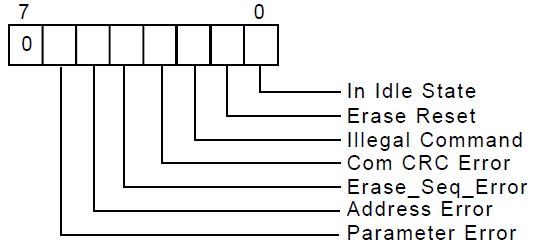 7 0
0
In Idle State
Erase Reset
Illegal Command
Com CRC Error
Erase_Seq_Error
Address Error
Parameter Error